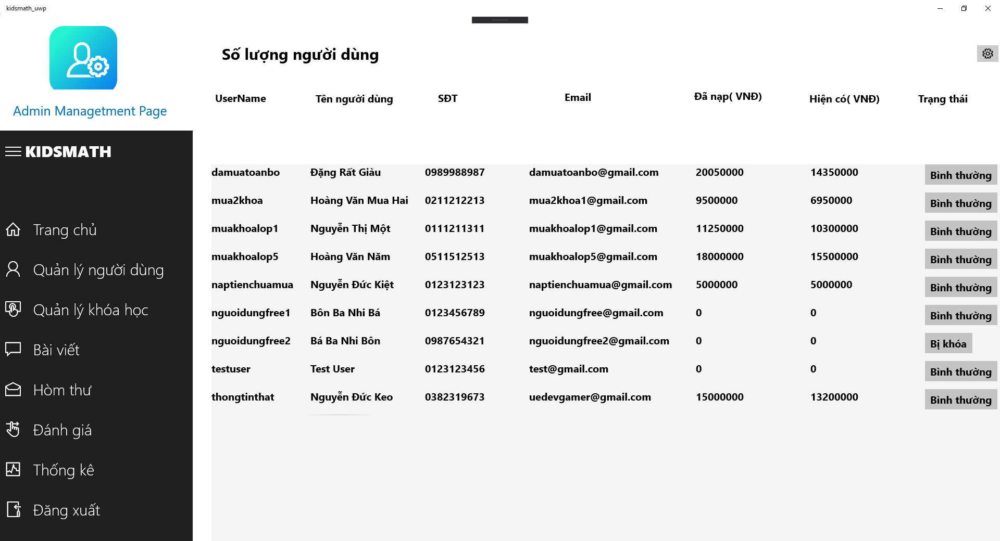 kidsmath_uwp
Admin Managetment Page
KIDSMATH
Trang chủ
Quản lý người dùng
Quản lý khóa học
Bài viết
Hòm thư
Đánh giá
Thống kê
Đăng xuất
Số lượng người dùng
UserName Tên người dùng SĐT Email Đã nạp( VNĐ) Hiện có( VNĐ) Trạng thái
damuatoanbo Đặng Rất Giàu 0989988987 damuatoanbo@gmail.com 20050000 14350000 Bình thường
mua2khoa Hoàng Văn Mua Hai 0211212213 mua2khoa1@gmail.com 9500000 6950000 Bình thường
muakhoalop1 Nguyễn Thị Một 0111211311 muakhoalop1@gmail.com 11250000 10300000 Bình thường
muakhoalop5 Hoàng Văn Năm 0511512513 muakhoalop5@gmail.com 18000000 15500000 Bình thường
naptienchuamua Nguyễn Đức Kiệt 0123123123 naptienchuamua@gmail.com 5000000 5000000 Bình thường
nguoidungfree1 Bôn Ba Nhi Bá 0123456789 nguoidungfree@gmail.com 0 0 Bình thường
nguoidungfree2 Bá Ba Nhi Bôn 0987654321 nguoidungfree2@gmail.com 0 0 Bị khóa
testuser Test User 0123123456 test@gmail.com 0 0 Bình thường
thongtinthat Nguyễn Đức Keo 0382319673 uedevgamer@gmail.com 15000000 13200000 Bình thường